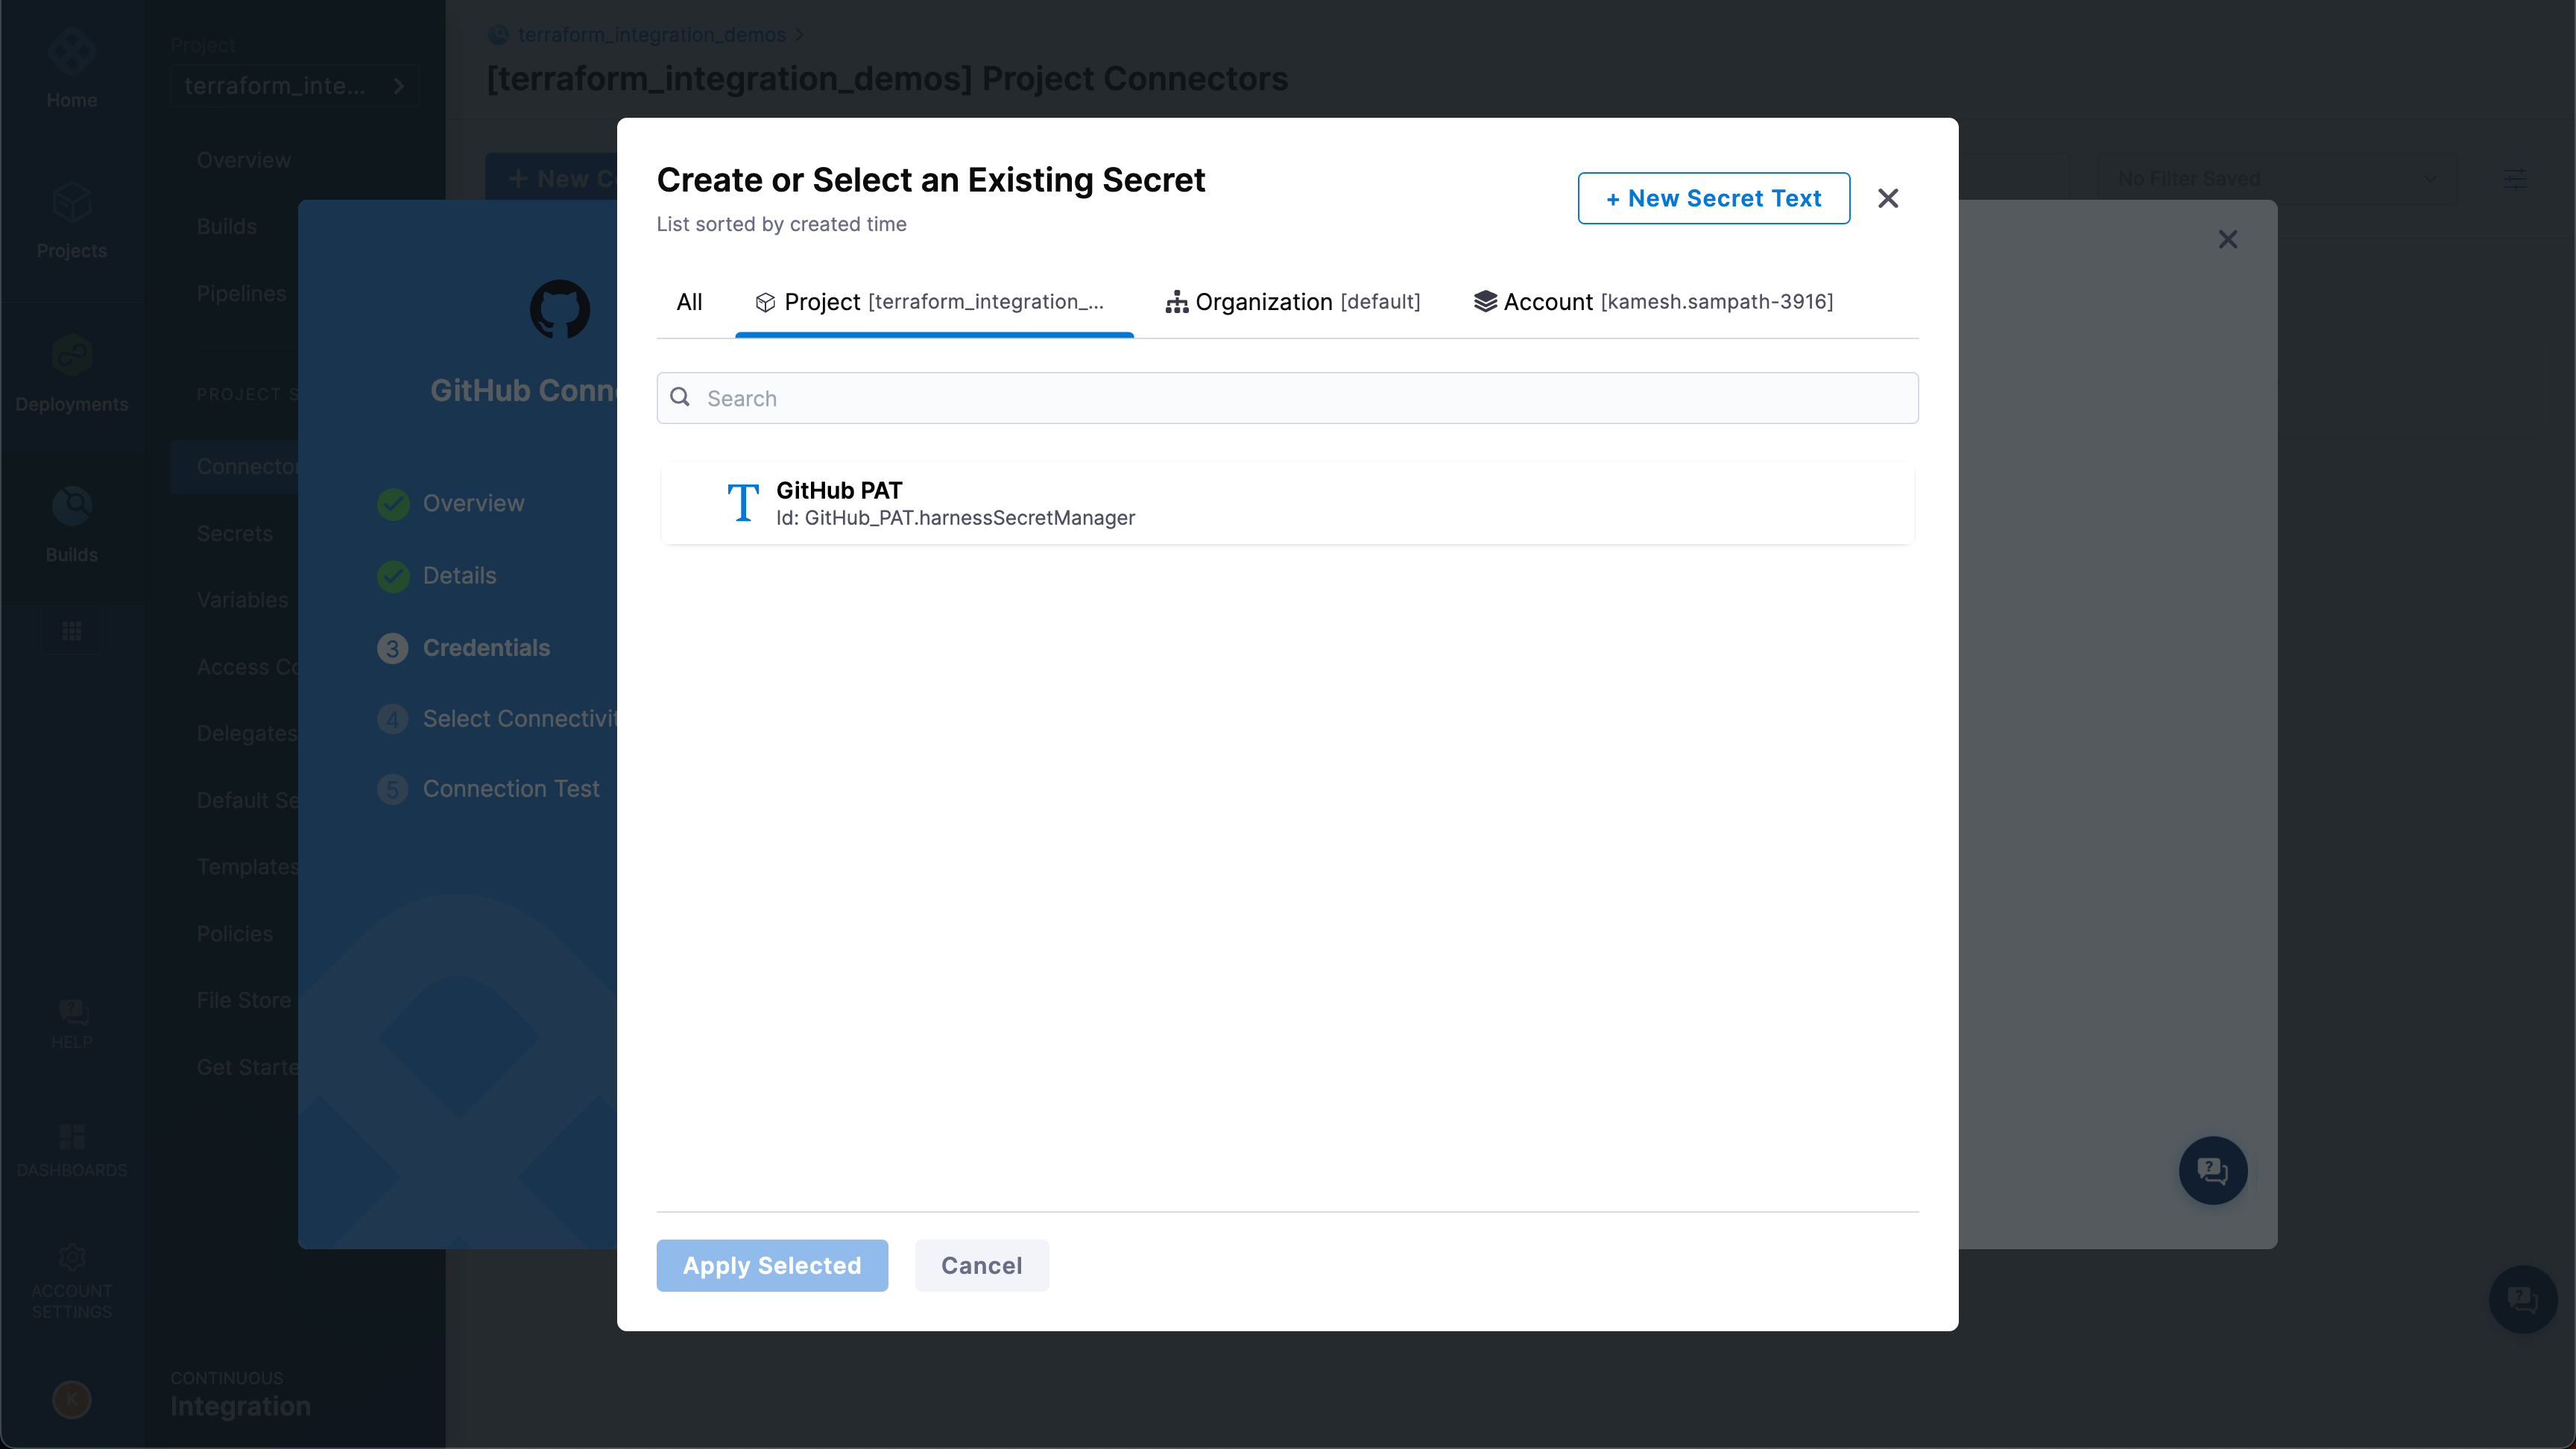 Home
Projects
Deployments
Builds
HELP
DASHBOARDS
ACCOUNT
SETTINGS
K
Project
terraform_inte...
Overview
Builds
Pipelines
PROJECT S
Connector
Secrets
Variables
Access Co
Delegates
Default Se
Templates
Policies
File Store
Get Starte
CONTINUOUS
Integration
terraform_integration_demos
[terraform_integration_demos] Project Connectors
+ New C
No Filter Saved
GitHub Conn
Overview
Details
3 Credentials
4 Select Connectivit
5 Connection Test
Create or Select an Existing Secret
List sorted by created time
+ New Secret Text
All
Project [terraform_integration_...
Organization [default]
Account [kamesh.sampath-3916]
Search
T
GitHub PAT
Id: GitHub_PAT.harnessSecretManager
Apply Selected
Cancel